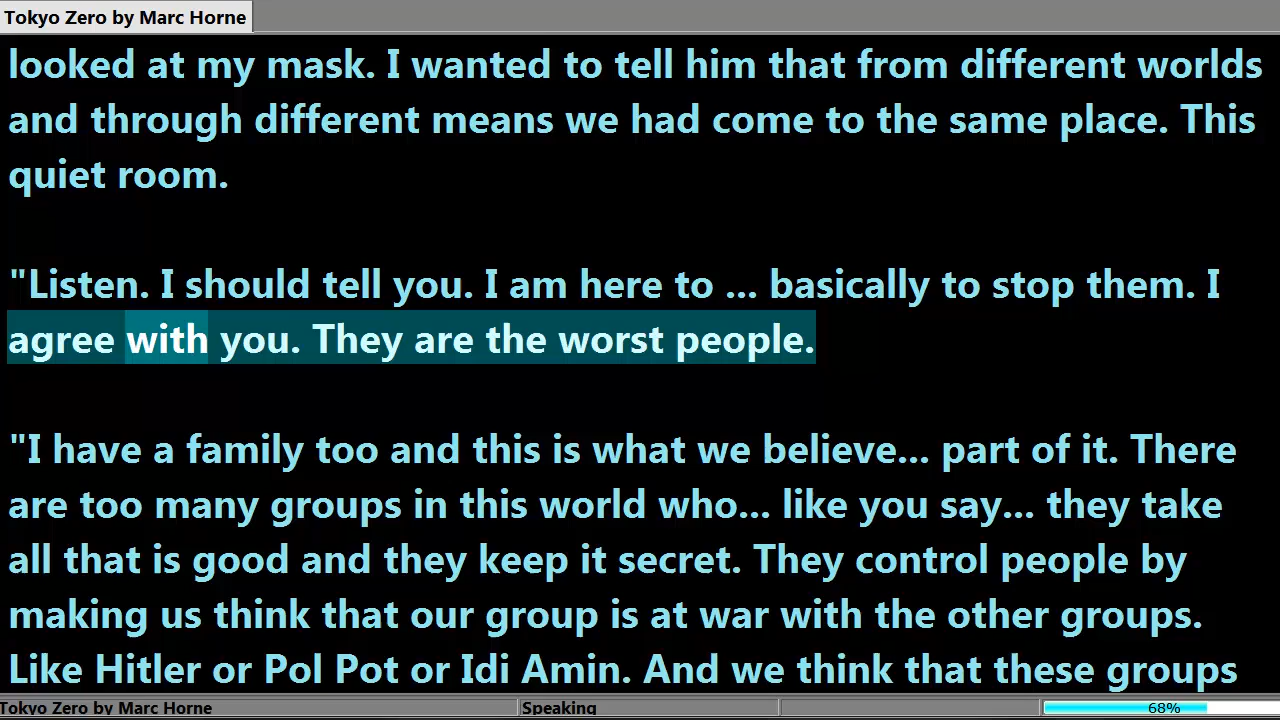 Tokyo Zero by Marc Horne
looked at my mask. I wanted to tell him that from different worlds
and through different means we had come to the same place. This
quiet room.
"Listen. I should tell you. I am here to ... basically to stop them. I
agree with you. They are the worst people.
"I have a family too and this is what we believe... part of it. There
are too many groups in this world who... like you say... they take
all that is good and they keep it secret. They control people by
making us think that our group is at war with the other groups.
Like Hitler or Pol Pot or Idi Amin. And we think that these groups
Tokyo Zero by Marc Horne Speaking 68%